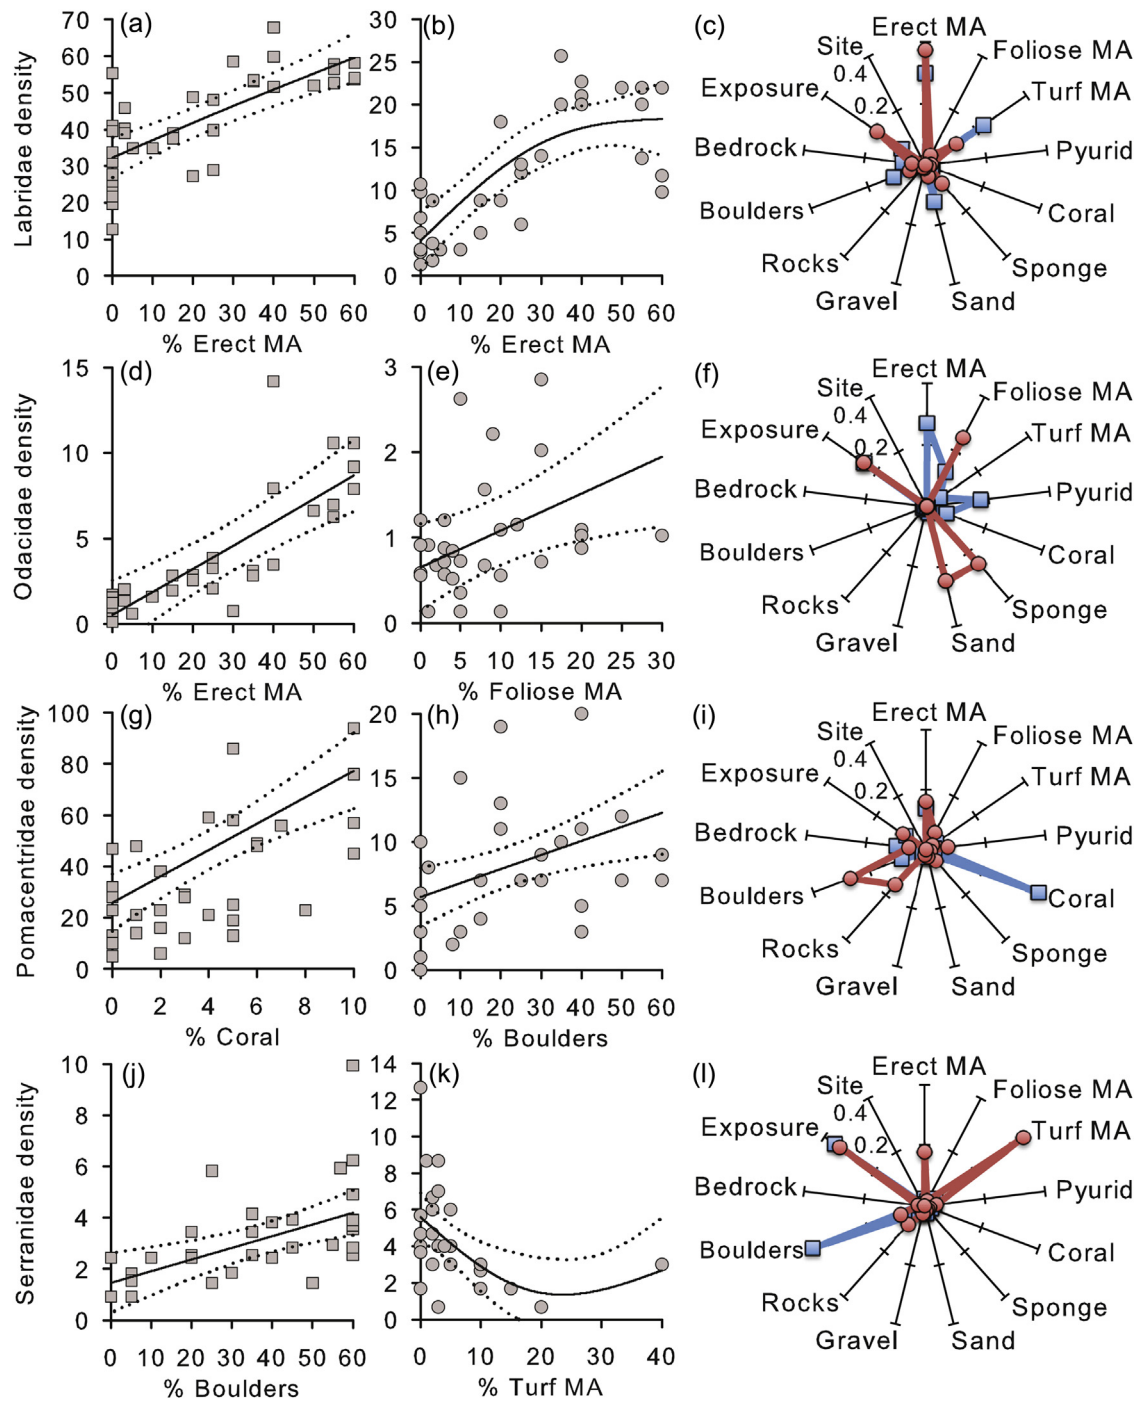 (a)
Labridae density
70
60
50
40
30
20
10
0
0 10 20 30 40 50 60
% Erect MA
(b)
30
25
20
15
10
5
0
0 10 20 30 40 50 60
% Erect MA
(c)
Erect MA
Site
Foliose MA
0.4
Exposure
Turf MA
0.2
Bedrock
Pyurid
Boulders
Coral
Rocks
Sponge
Gravel
Sand
(d)
Odacidae density
15
10
5
0
0 10 20 30 40 50 60
% Erect MA
(e)
3
2
1
0
0 5 10 15 20 25 30
% Foliose MA
(f)
Erect MA
Site
Foliose MA
0.4
Exposure
Turf MA
0.2
Bedrock
Pyurid
Boulders
Coral
Rocks
Sponge
Gravel
Sand
(g)
Pomacentridae density
100
80
60
40
20
0
0 2 4 6 8 10
% Coral
(h)
20
15
10
5
0
0 10 20 30 40 50 60
% Boulders
(i)
Erect MA
Site
Foliose MA
0.4
Exposure
Turf MA
0.2
Bedrock
Pyurid
Boulders
Coral
Rocks
Sponge
Gravel
Sand
(j)
Serranidae density
10
8
6
4
2
0
0 10 20 30 40 50 60
% Boulders
(k)
14
12
10
8
6
4
2
0
0 10 20 30 40
% Turf MA
(l)
Erect MA
Site
Foliose MA
0.4
Exposure
Turf MA
0.2
Bedrock
Pyurid
Boulders
Coral
Rocks
Sponge
Gravel
Sand